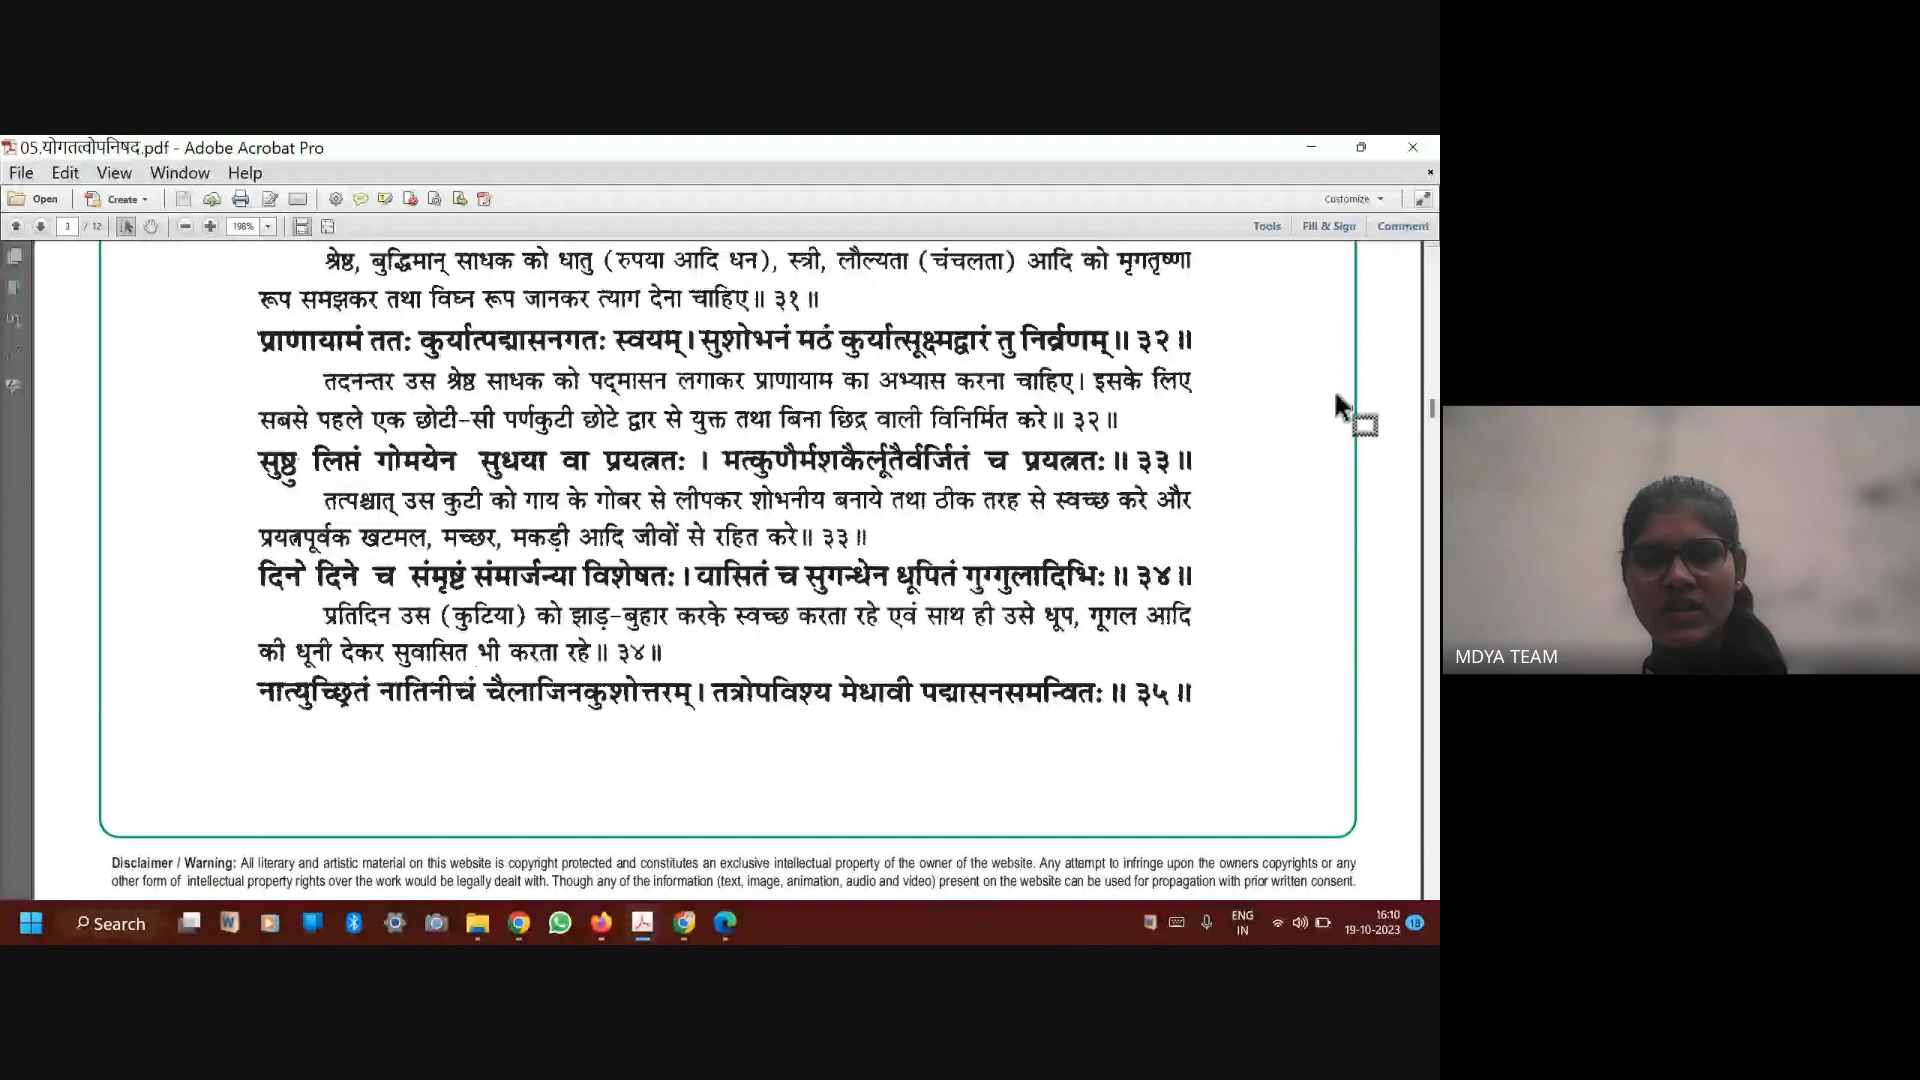 05.योगतत्वोपनिषद.pdf - Adobe Acrobat Pro
File Edit View Window Help
Open Create Customize
3 / 12 198% Tools Fill & Sign Comment
श्रेष्ठ, बुद्धिमान् साधक को धातु (रुपया आदि धन), स्त्री, लौल्यता (चंचलता) आदि को मृगतृष्णा
रूप समझकर तथा विघ्न रूप जानकर त्याग देना चाहिए॥ ३१॥
प्राणायामं ततः कुर्यात्पद्मासनगतः स्वयम्। सुशोभनं मठं कुर्यात्सूक्ष्मद्वारं तु निर्व्रणम्॥ ३२॥
तदनन्तर उस श्रेष्ठ साधक को पद्मासन लगाकर प्राणायाम का अभ्यास करना चाहिए। इसके लिए
सबसे पहले एक छोटी-सी पर्णकुटी छोटे द्वार से युक्त तथा बिना छिद्र वाली विनिर्मित करे॥ ३२॥
सुष्ठु लिप्तं गोमयेन सुधया वा प्रयत्नतः । मत्कुणैर्मशकैर्लूतैर्वर्जितं च प्रयत्नतः॥ ३३॥
तत्पश्चात् उस कुटी को गाय के गोबर से लीपकर शोभनीय बनाये तथा ठीक तरह से स्वच्छ करे और
प्रयत्नपूर्वक खटमल, मच्छर, मकड़ी आदि जीवों से रहित करे॥ ३३॥
दिने दिने च संमृष्टं संमार्जन्या विशेषतः। वासितं च सुगन्धेन धूपितं गुग्गुलादिभिः॥ ३४॥
प्रतिदिन उस (कुटिया) को झाड़-बुहार करके स्वच्छ करता रहे एवं साथ ही उसे धूप, गूगल आदि
की धूनी देकर सुवासित भी करता रहे॥ ३४॥
नात्युच्छ्रितं नातिनीचं चैलाजिनकुशोत्तरम्। तत्रोपविश्य मेधावी पद्मासनसमन्वितः॥ ३५॥
Disclaimer / Warning: All literary and artistic material on this website is copyright protected and constitutes an exclusive intellectual property of the owner of the website. Any attempt to infringe upon the owners copyrights or any
other form of intellectual property rights over the work would be legally dealt with. Though any of the information (text, image, animation, audio and video) present on the website can be used for propagation with prior written consent.
MDYA TEAM
Search ENG IN 16:10 19-10-2023 18